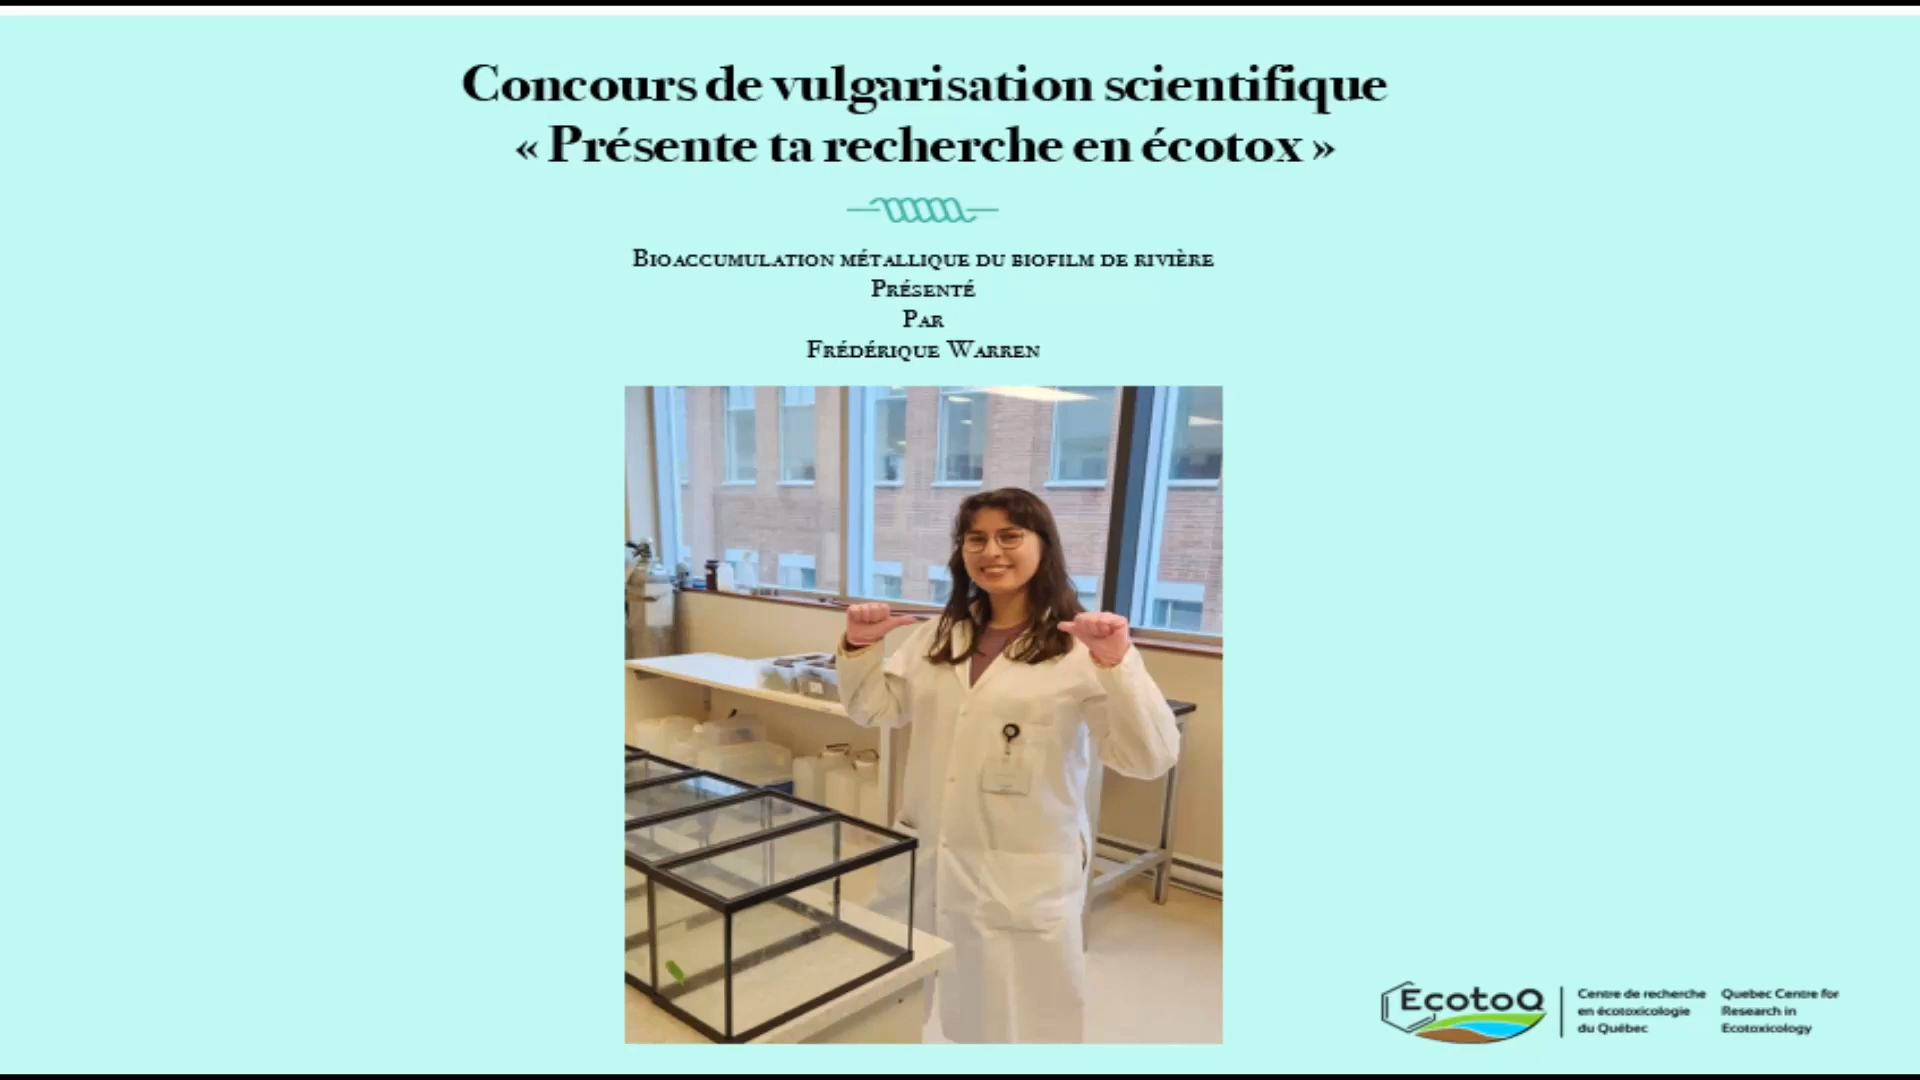 Concours de vulgarisation scientifique
« Présente ta recherche en écotox »
Bioaccumulation métallique du biofilm de rivière
Présenté
Par
Frédérique Warren
EcotoQ
Centre de recherche
en écotoxicologie
du Québec
Quebec Centre for
Research in
Ecotoxicology